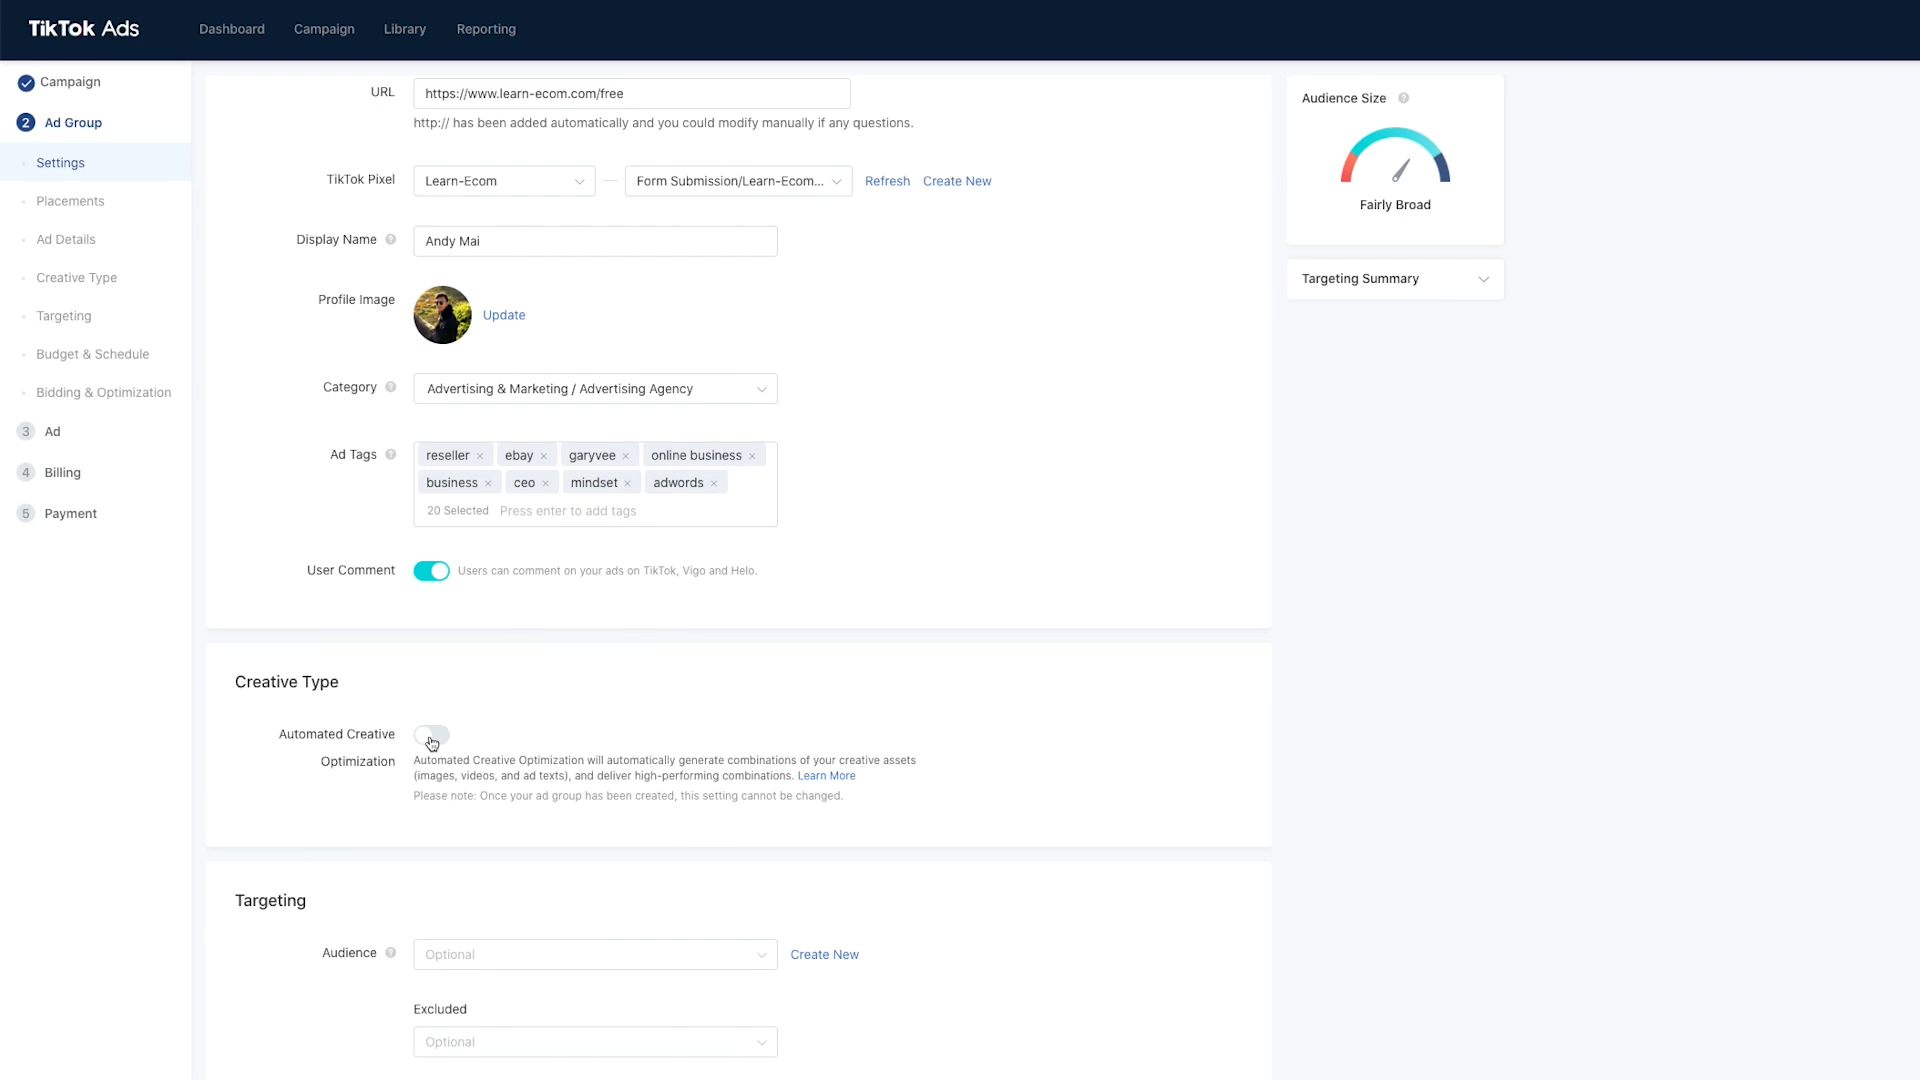 TikTok Ads
Dashboard
Campaign
Library
Reporting
Campaign
2 Ad Group
Settings
Placements
Ad Details
Creative Type
Targeting
Budget & Schedule
Bidding & Optimization
3 Ad
4 Billing
5 Payment
URL
https://www.learn-ecom.com/free
http:// has been added automatically and you could modify manually if any questions.
TikTok Pixel
Learn-Ecom
Form Submission/Learn-Ecom...
Refresh
Create New
Display Name ?
Andy Mai
Profile Image
Update
Category ?
Advertising & Marketing / Advertising Agency
Ad Tags ?
reseller × ebay × garyvee × online business ×
business × ceo × mindset × adwords ×
20 Selected Press enter to add tags
User Comment
Users can comment on your ads on TikTok, Vigo and Helo.
Creative Type
Automated Creative
Optimization
Automated Creative Optimization will automatically generate combinations of your creative assets
(images, videos, and ad texts), and deliver high-performing combinations. Learn More
Please note: Once your ad group has been created, this setting cannot be changed.
Targeting
Audience ?
Optional
Create New
Excluded
Optional
Audience Size ?
Fairly Broad
Targeting Summary